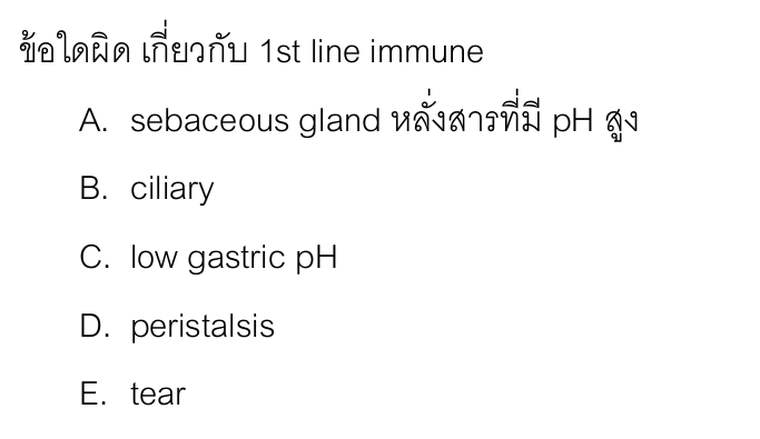 ข้อใดผิด เกี่ยวกับ 1st line immune
A. sebaceous gland หลั่งสารที่มี pH สูง
B. ciliary
C. low gastric pH
D. peristalsis
E. tear